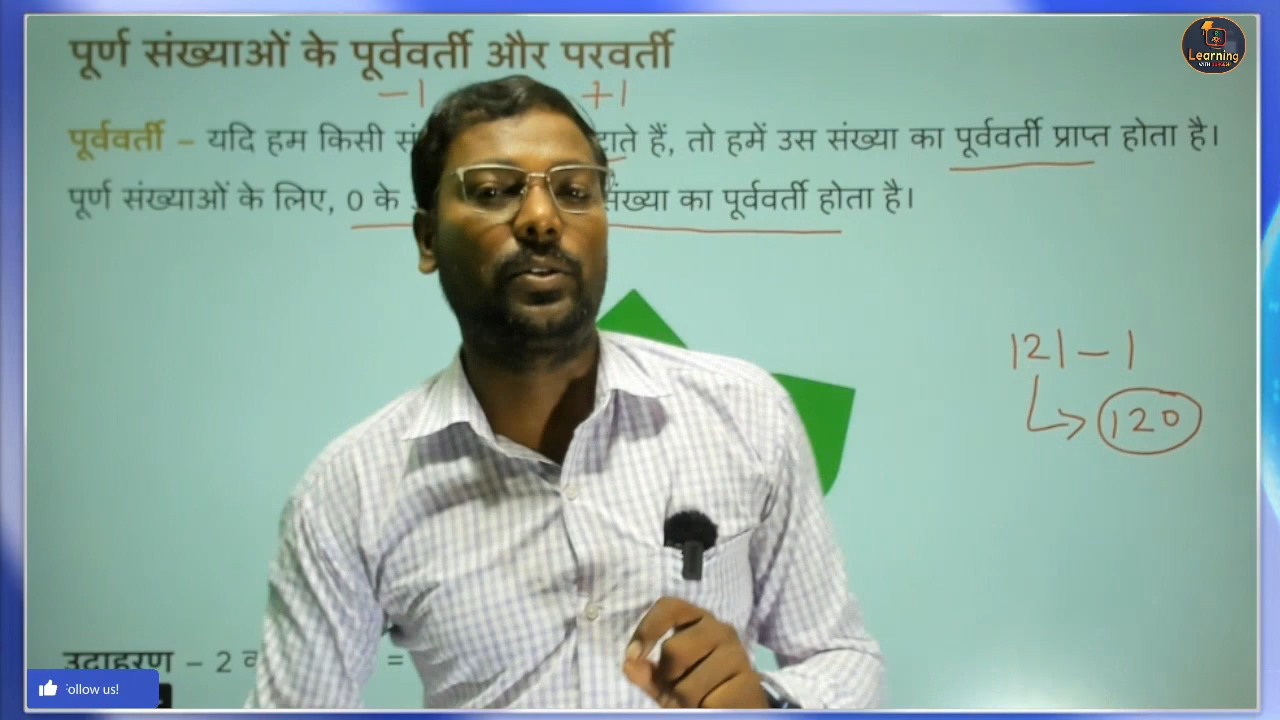 पूर्ण संख्याओं के पूर्ववर्ती और परवर्ती
-1 +1
पूर्ववर्ती – यदि हम किसी हैं, तो हमें उस संख्या का पूर्ववर्ती प्राप्त होता है।
पूर्ण संख्याओं के लिए, 0 के संख्या का पूर्ववर्ती होता है।
121 - 1
120
उदाहरण – 2 =
ollow us!
Learning